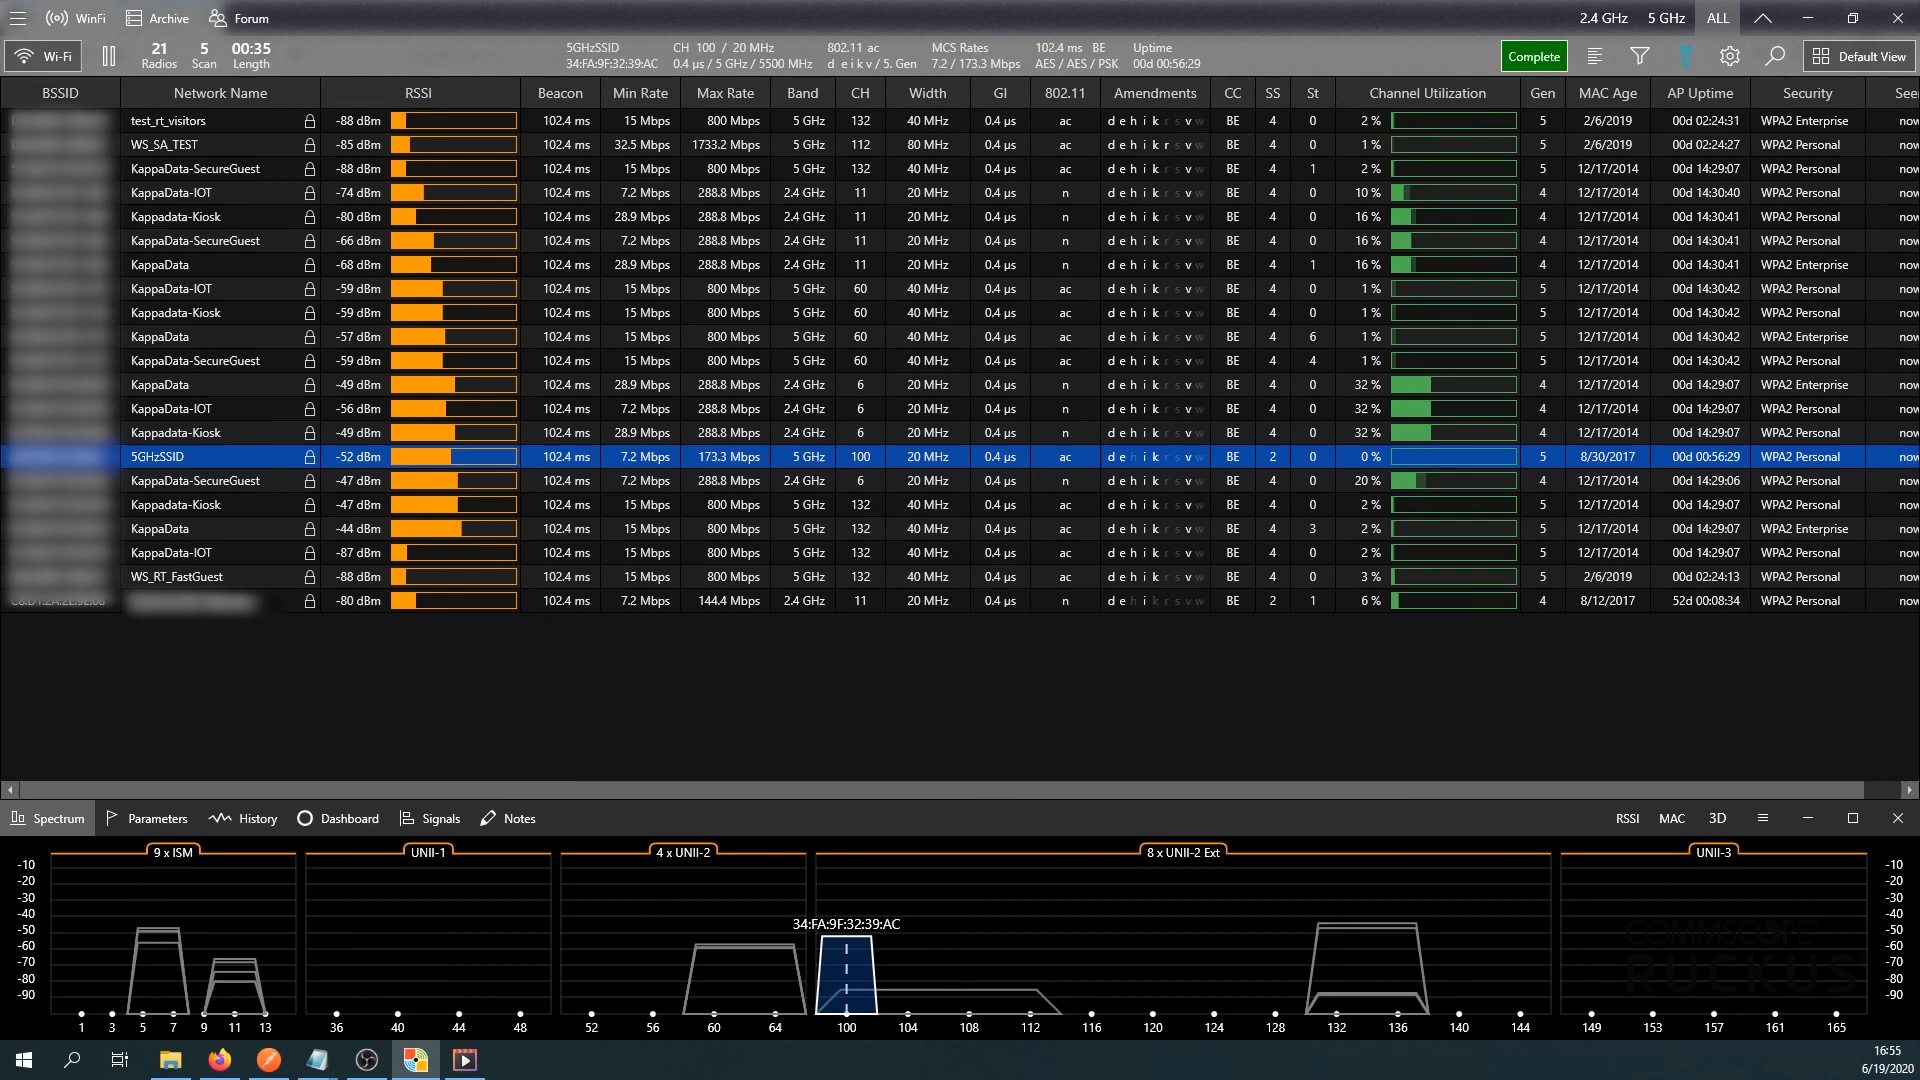 WinFi Archive Forum 2.4 GHz 5 GHz ALL
Wi-Fi 21 Radios 5 Scan 00:35 Length
5GHzSSID CH 100 / 20 MHz 802.11 ac MCS Rates 102.4 ms BE Uptime
34:FA:9F:32:39:AC 0.4 µs / 5 GHz / 5500 MHz d e i k v / 5. Gen 7.2 / 173.3 Mbps AES / AES / PSK 00d 00:56:29
Complete Default View
BSSID Network Name RSSI Beacon Min Rate Max Rate Band CH Width GI 802.11 Amendments CC SS St Channel Utilization Gen MAC Age AP Uptime Security See
test_rt_visitors -88 dBm 102.4 ms 15 Mbps 800 Mbps 5 GHz 132 40 MHz 0.4 µs ac d e h i k r s v w BE 4 0 2 % 5 2/6/2019 00d 02:24:31 WPA2 Enterprise now
WS_SA_TEST -85 dBm 102.4 ms 32.5 Mbps 1733.2 Mbps 5 GHz 112 80 MHz 0.4 µs ac d e h i k r s v w BE 4 0 1 % 5 2/6/2019 00d 02:24:27 WPA2 Personal now
KappaData-SecureGuest -88 dBm 102.4 ms 15 Mbps 800 Mbps 5 GHz 132 40 MHz 0.4 µs ac d e h i k r s v w BE 4 1 2 % 5 12/17/2014 00d 14:29:07 WPA2 Personal now
KappaData-IOT -74 dBm 102.4 ms 7.2 Mbps 288.8 Mbps 2.4 GHz 11 20 MHz 0.4 µs n d e h i k r s v w BE 4 0 10 % 4 12/17/2014 00d 14:30:40 WPA2 Personal now
Kappadata-Kiosk -80 dBm 102.4 ms 28.9 Mbps 288.8 Mbps 2.4 GHz 11 20 MHz 0.4 µs n d e h i k r s v w BE 4 0 16 % 4 12/17/2014 00d 14:30:41 WPA2 Personal now
KappaData-SecureGuest -66 dBm 102.4 ms 7.2 Mbps 288.8 Mbps 2.4 GHz 11 20 MHz 0.4 µs n d e h i k r s v w BE 4 0 16 % 4 12/17/2014 00d 14:30:41 WPA2 Personal now
KappaData -68 dBm 102.4 ms 28.9 Mbps 288.8 Mbps 2.4 GHz 11 20 MHz 0.4 µs n d e h i k r s v w BE 4 1 16 % 4 12/17/2014 00d 14:30:41 WPA2 Enterprise now
KappaData-IOT -59 dBm 102.4 ms 15 Mbps 800 Mbps 5 GHz 60 40 MHz 0.4 µs ac d e h i k r s v w BE 4 0 1 % 5 12/17/2014 00d 14:30:42 WPA2 Personal now
Kappadata-Kiosk -59 dBm 102.4 ms 15 Mbps 800 Mbps 5 GHz 60 40 MHz 0.4 µs ac d e h i k r s v w BE 4 0 1 % 5 12/17/2014 00d 14:30:42 WPA2 Personal now
KappaData -57 dBm 102.4 ms 15 Mbps 800 Mbps 5 GHz 60 40 MHz 0.4 µs ac d e h i k r s v w BE 4 6 1 % 5 12/17/2014 00d 14:30:42 WPA2 Enterprise now
KappaData-SecureGuest -59 dBm 102.4 ms 15 Mbps 800 Mbps 5 GHz 60 40 MHz 0.4 µs ac d e h i k r s v w BE 4 4 1 % 5 12/17/2014 00d 14:30:42 WPA2 Personal now
KappaData -49 dBm 102.4 ms 28.9 Mbps 288.8 Mbps 2.4 GHz 6 20 MHz 0.4 µs n d e h i k r s v w BE 4 0 32 % 4 12/17/2014 00d 14:29:07 WPA2 Enterprise now
KappaData-IOT -56 dBm 102.4 ms 7.2 Mbps 288.8 Mbps 2.4 GHz 6 20 MHz 0.4 µs n d e h i k r s v w BE 4 0 32 % 4 12/17/2014 00d 14:29:07 WPA2 Personal now
Kappadata-Kiosk -49 dBm 102.4 ms 28.9 Mbps 288.8 Mbps 2.4 GHz 6 20 MHz 0.4 µs n d e h i k r s v w BE 4 0 32 % 4 12/17/2014 00d 14:29:07 WPA2 Personal now
5GHzSSID -52 dBm 102.4 ms 7.2 Mbps 173.3 Mbps 5 GHz 100 20 MHz 0.4 µs ac d e h i k r s v w BE 2 0 0 % 5 8/30/2017 00d 00:56:29 WPA2 Personal now
KappaData-SecureGuest -47 dBm 102.4 ms 7.2 Mbps 288.8 Mbps 2.4 GHz 6 20 MHz 0.4 µs n d e h i k r s v w BE 4 0 20 % 4 12/17/2014 00d 14:29:06 WPA2 Personal now
Kappadata-Kiosk -47 dBm 102.4 ms 15 Mbps 800 Mbps 5 GHz 132 40 MHz 0.4 µs ac d e h i k r s v w BE 4 0 2 % 5 12/17/2014 00d 14:29:07 WPA2 Personal now
KappaData -44 dBm 102.4 ms 15 Mbps 800 Mbps 5 GHz 132 40 MHz 0.4 µs ac d e h i k r s v w BE 4 3 2 % 5 12/17/2014 00d 14:29:07 WPA2 Enterprise now
KappaData-IOT -87 dBm 102.4 ms 15 Mbps 800 Mbps 5 GHz 132 40 MHz 0.4 µs ac d e h i k r s v w BE 4 0 2 % 5 12/17/2014 00d 14:29:07 WPA2 Personal now
WS_RT_FastGuest -88 dBm 102.4 ms 15 Mbps 800 Mbps 5 GHz 132 40 MHz 0.4 µs ac d e h i k r s v w BE 4 0 3 % 5 2/6/2019 00d 02:24:13 WPA2 Personal now
-80 dBm 102.4 ms 7.2 Mbps 144.4 Mbps 2.4 GHz 11 20 MHz 0.4 µs n d e h i k r s v w BE 2 1 6 % 4 8/12/2017 52d 00:08:34 WPA2 Personal now
Spectrum Parameters History Dashboard Signals Notes RSSI MAC 3D
9 x ISM UNII-1 4 x UNII-2 8 x UNII-2 Ext UNII-3
-10 -10
-20 -20
-30 -30
-40 -40
34:FA:9F:32:39:AC
COMMSCOPE
-50 -50
-60 -60
RUCKUS
-70 -70
-80 -80
-90 -90
1 3 5 7 9 11 13 36 40 44 48 52 56 60 64 100 104 108 112 116 120 124 128 132 136 140 144 149 153 157 161 165
16:55
6/19/2020